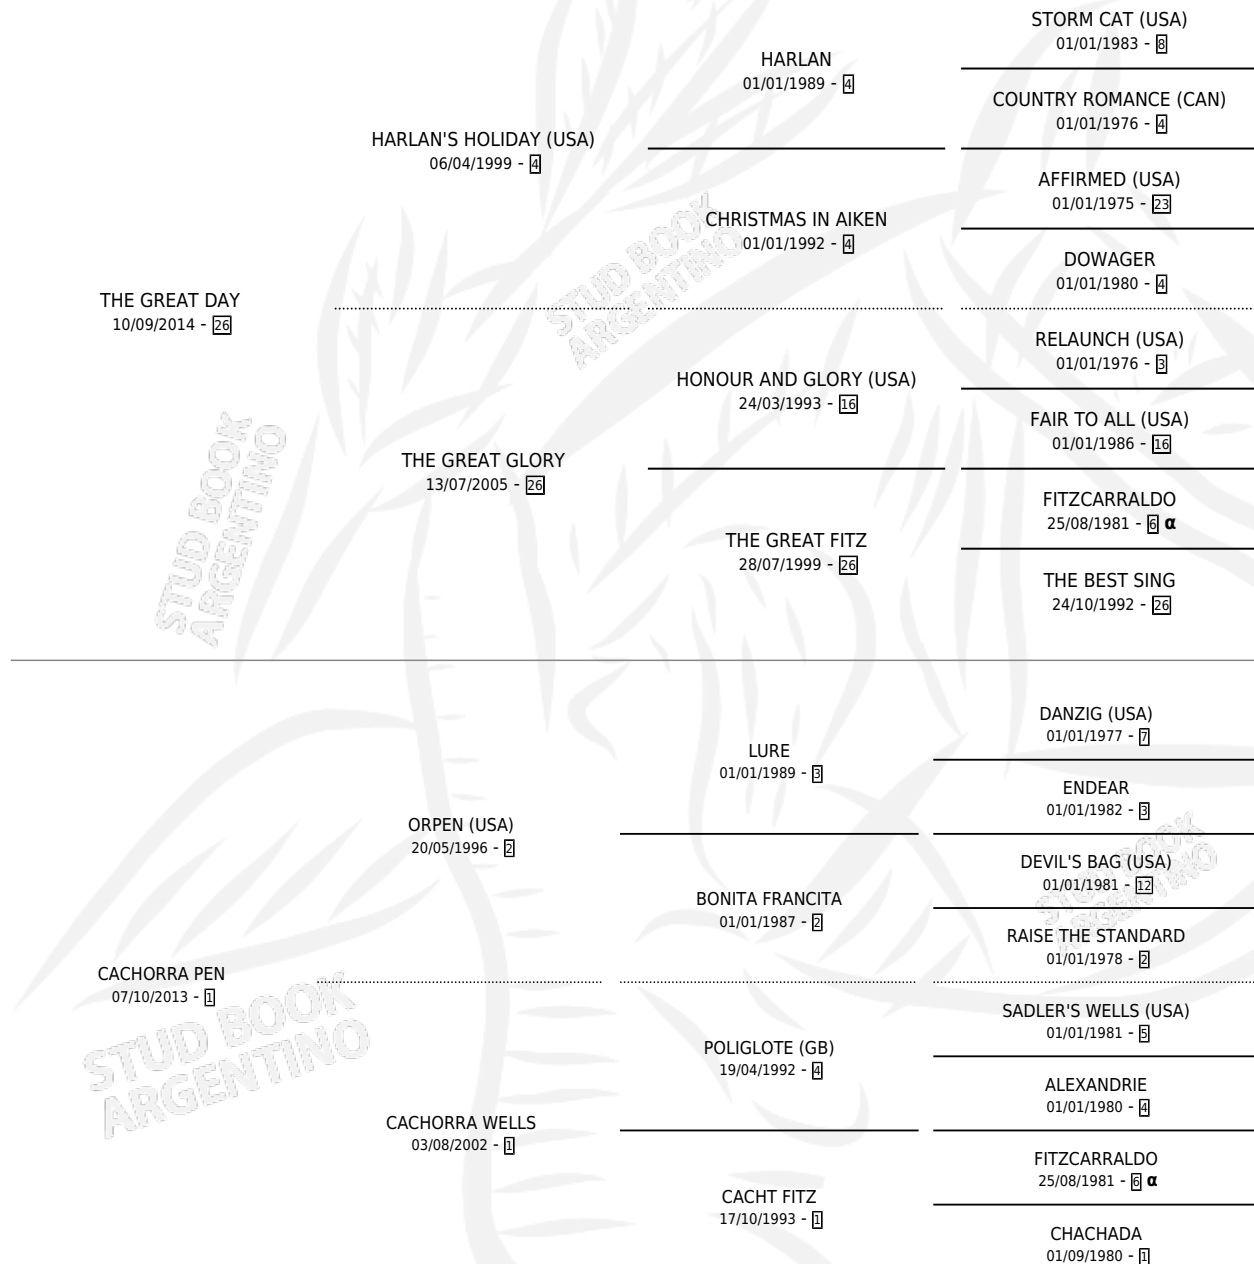 STORM CAT (USA)
01/01/1983 - 8
HARLAN
01/01/1989 - 4
COUNTRY ROMANCE (CAN)
01/01/1976 - 4
HARLAN'S HOLIDAY (USA)
06/04/1999 - 4
AFFIRMED (USA)
01/01/1975 - 23
CHRISTMAS IN AIKEN
01/01/1992 - 4
DOWAGER
01/01/1980 - 4
THE GREAT DAY
10/09/2014 - 26
RELAUNCH (USA)
01/01/1976 - 3
HONOUR AND GLORY (USA)
24/03/1993 - 16
FAIR TO ALL (USA)
01/01/1986 - 16
THE GREAT GLORY
13/07/2005 - 26
FITZCARRALDO
25/08/1981 - 6 α
THE GREAT FITZ
28/07/1999 - 26
THE BEST SING
24/10/1992 - 26
DANZIG (USA)
01/01/1977 - 7
LURE
01/01/1989 - 3
ENDEAR
01/01/1982 - 3
ORPEN (USA)
20/05/1996 - 2
DEVIL'S BAG (USA)
01/01/1981 - 12
BONITA FRANCITA
01/01/1987 - 2
RAISE THE STANDARD
01/01/1978 - 2
CACHORRA PEN
07/10/2013 - 1
SADLER'S WELLS (USA)
01/01/1981 - 5
POLIGLOTE (GB)
19/04/1992 - 4
ALEXANDRIE
01/01/1980 - 4
CACHORRA WELLS
03/08/2002 - 1
FITZCARRALDO
25/08/1981 - 6 α
CACHT FITZ
17/10/1993 - 1
CHACHADA
01/09/1980 - 1
STUD BOOK
ARGENTINO
STUD BOOK
ARGENTINO
STUD BOOK
ARGENTINO
STUD BOOK
ARGENTINO